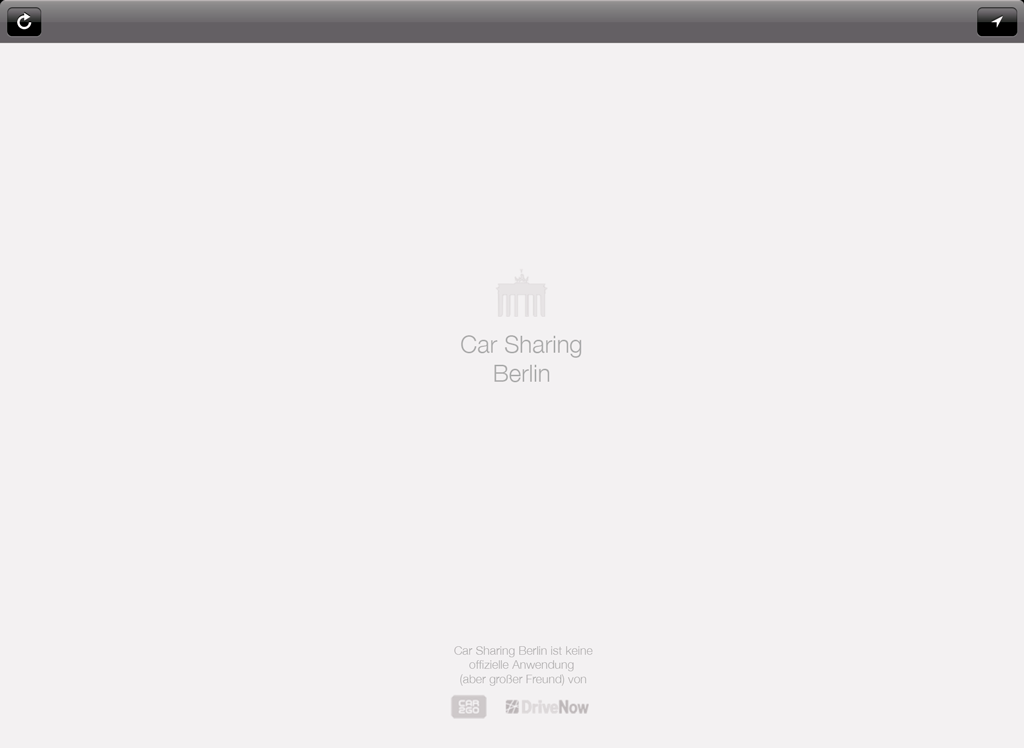 Car Sharing
Berlin
Car Sharing Berlin ist keine
offizielle Anwendung
(aber großer Freund) von
CAR2GO DriveNow